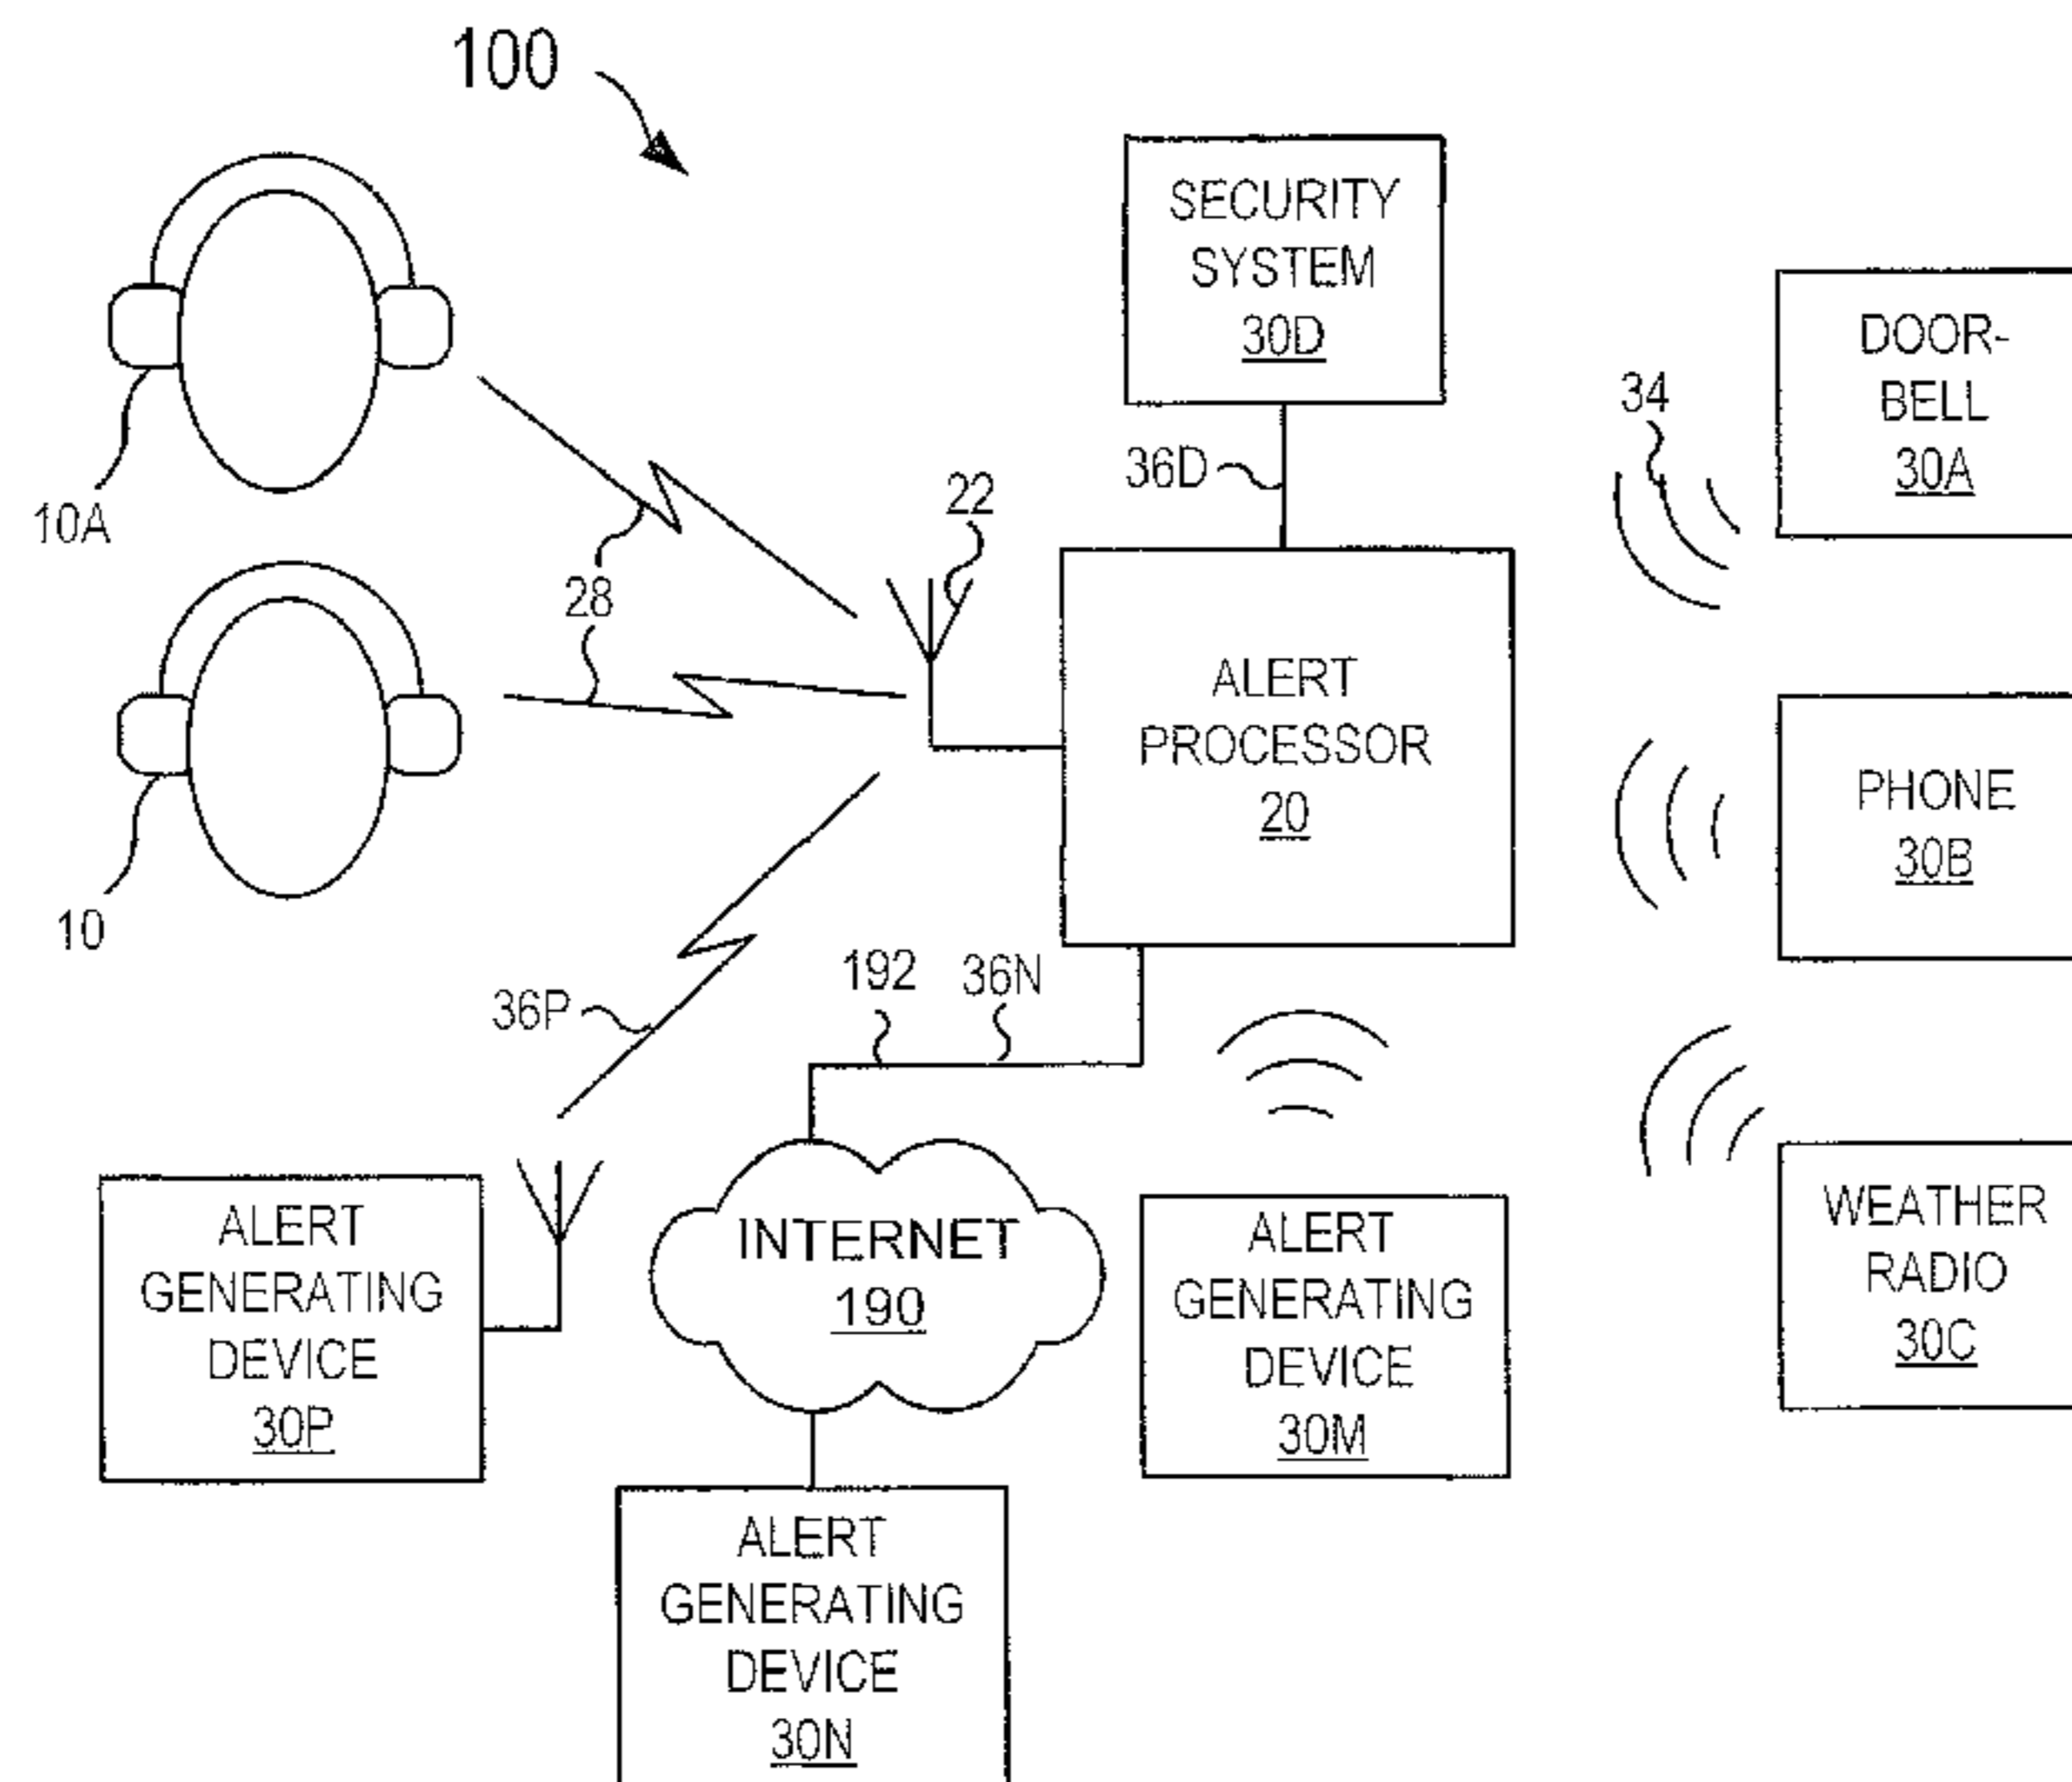 100
SECURITY
SYSTEM
30D
DOOR-
BELL
30A
34
36D
10A
22
28
ALERT
PROCESSOR
20
PHONE
30B
10
192
36N
36P
ALERT
GENERATING
DEVICE
30P
INTERNET
190
ALERT
GENERATING
DEVICE
30M
WEATHER
RADIO
30C
ALERT
GENERATING
DEVICE
30N